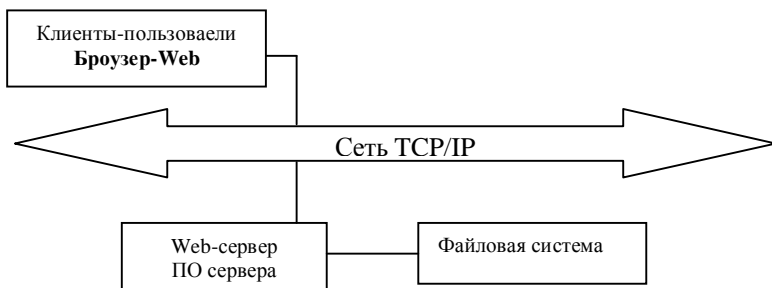 Клиенты-пользоваели
Броузер-Web
Сеть TCP/IP
Web-сервер
ПО сервера
Файловая система